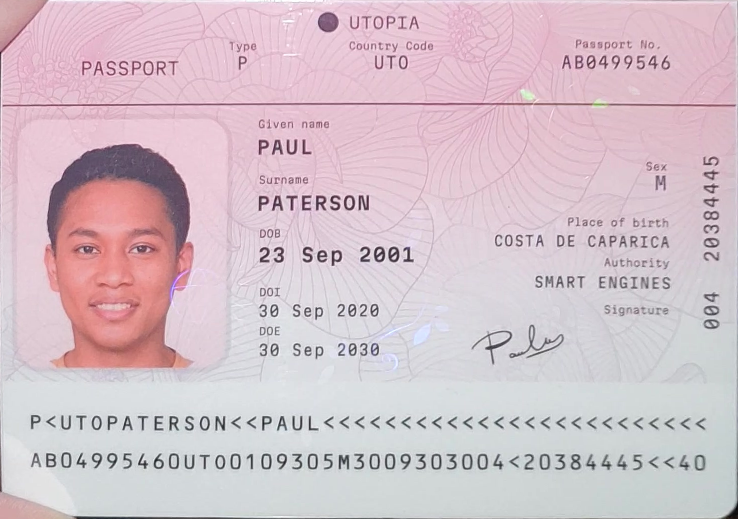 UTOPIA
PASSPORT
Type
P
Country Code
UTO
Passport No.
AB0499546
Given name
PAUL
Surname
PATERSON
DOB
23 Sep 2001
DOI
30 Sep 2020
DOE
30 Sep 2030
Sex
M
Place of birth
COSTA DE CAPARICA
Authority
SMART ENGINES
Signature
Paulus
004 20384445
P<UTOPATERSON<<PAUL<<<<<<<<<<<<<<<<<<<<<<<<<
AB04995460UTO0109305M3009303004<20384445<<40